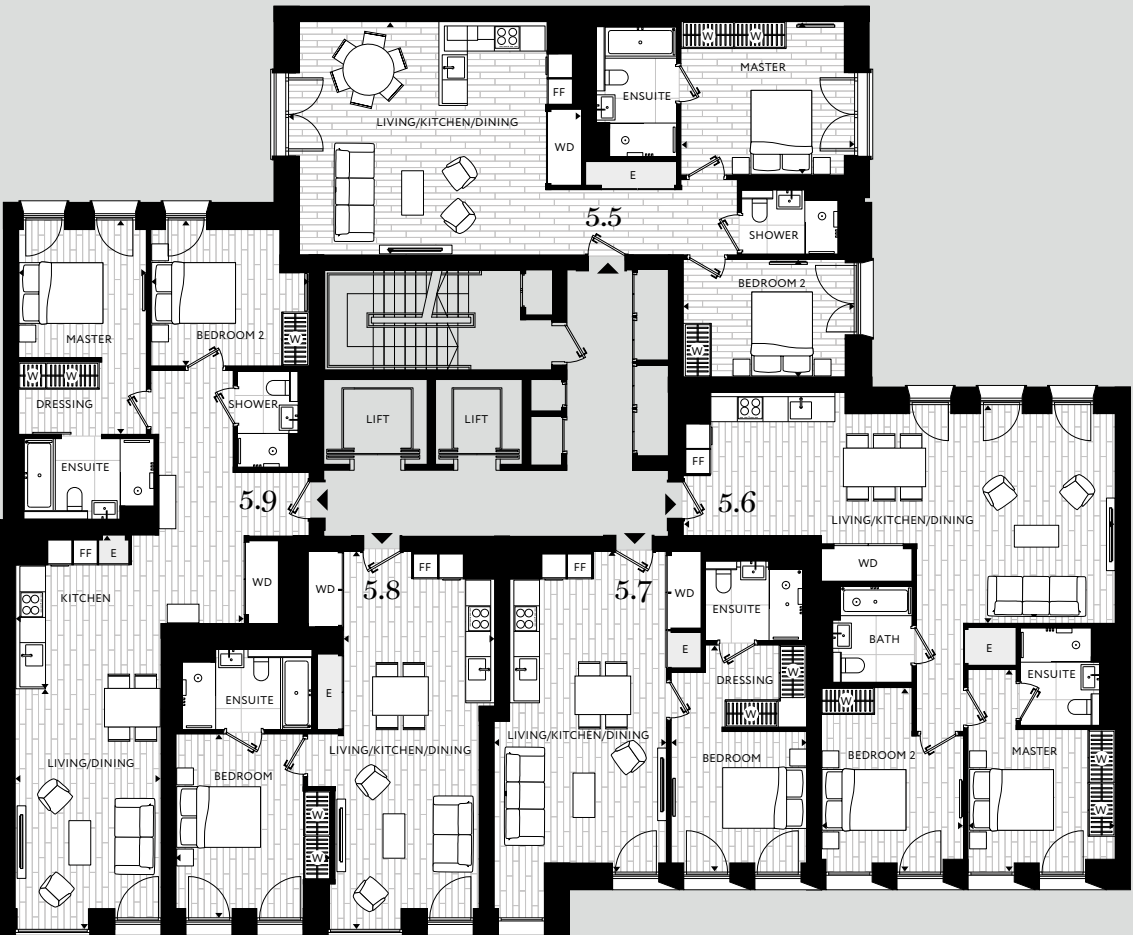 W W
MASTER
FF
ENSUITE
LIVING/KITCHEN/DINING
WD
E
5.5
SHOWER
BEDROOM 2
W
MASTER
BEDROOM 2
W
W W
DRESSING
SHOWER
LIFT
LIFT
ENSUITE
FF
5.9
5.6
LIVING/KITCHEN/DINING
FF
E
WD
KITCHEN
WD
FF
5.8
FF
5.7
WD
WD
ENSUITE
E
BATH
E
ENSUITE
DRESSING
W
W
ENSUITE
E
W
LIVING/KITCHEN/DINING
LIVING/KITCHEN/DINING
BEDROOM
BEDROOM 2
MASTER
W
W
LIVING/DINING
BEDROOM
W
W